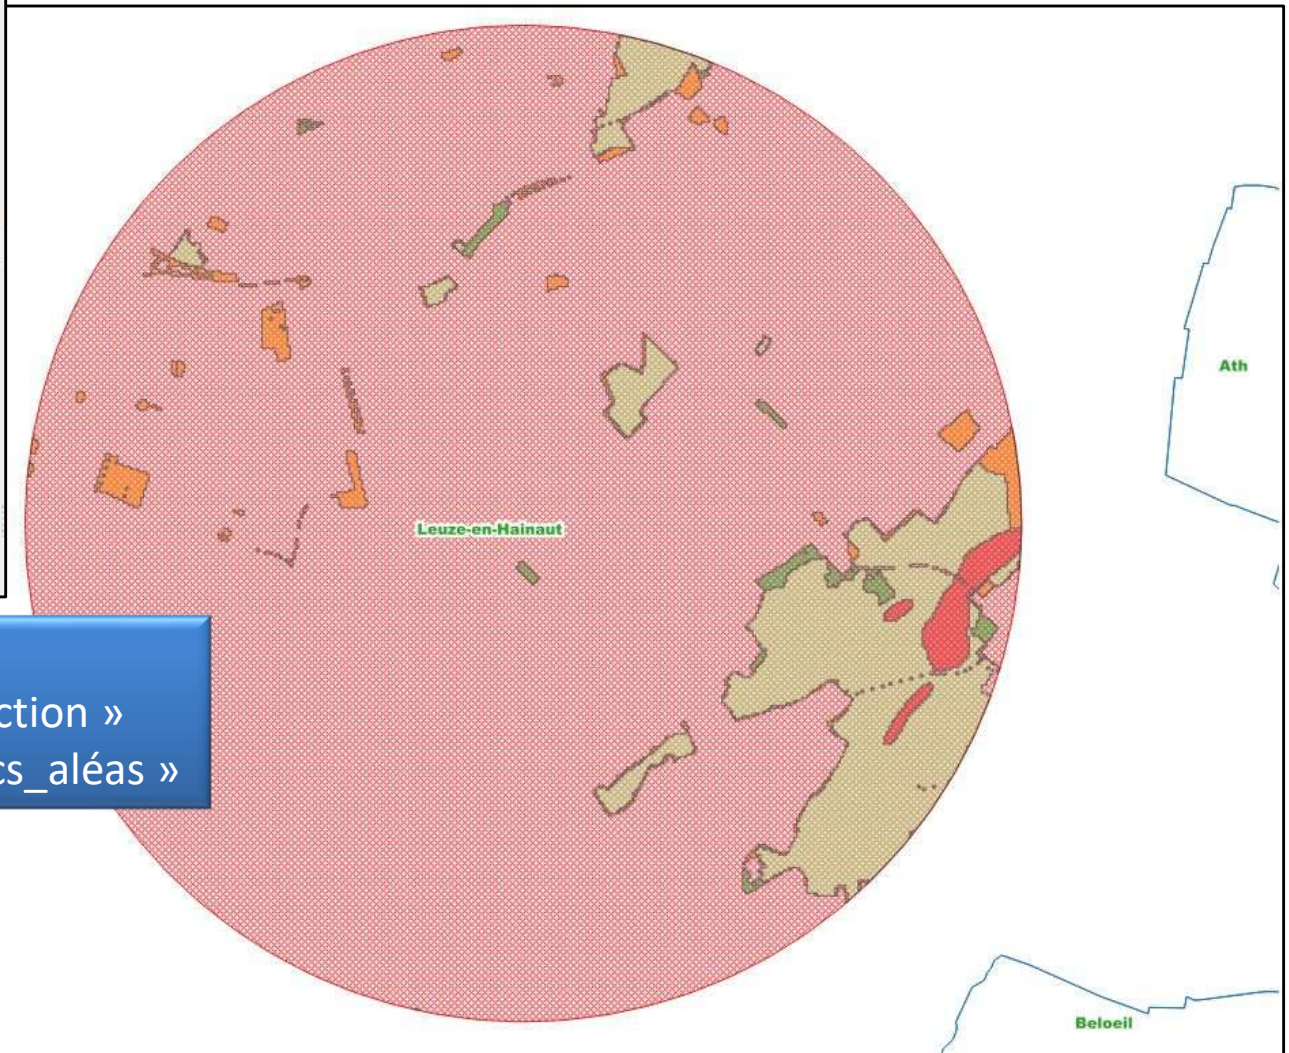 Ath
Leuze-en-Hainaut
ction »
cs_aléas »
Beloeil